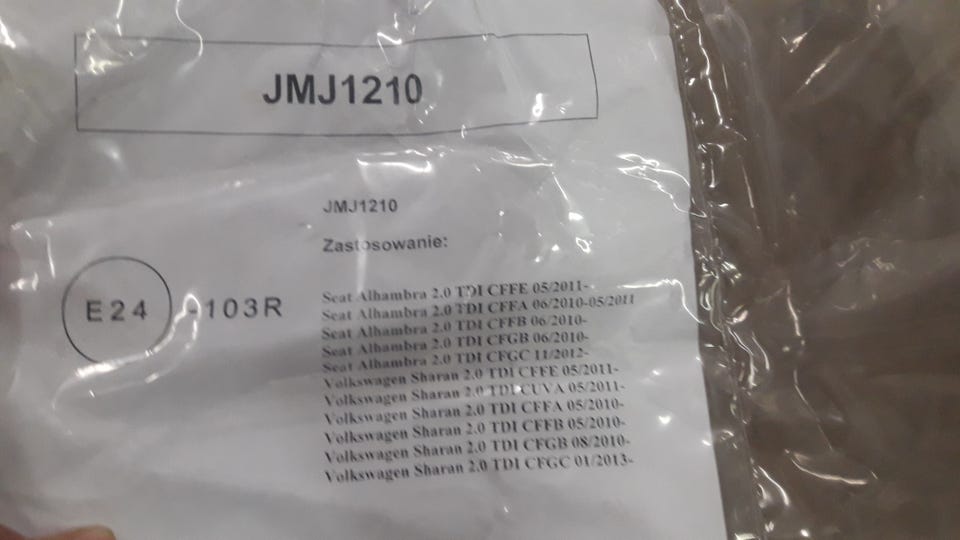 JMJ1210
JMJ1210
Zastosowanie:
E24 -103R
Seat Alhambra 2.0 TDI CFFE 05/2011-
Seat Alhambra 2.0 TDI CFFA 06/2010-05/2011
Seat Alhambra 2.0 TDI CFFB 06/2010-
Seat Alhambra 2.0 TDI CFGB 06/2010-
Seat Alhambra 2.0 TDI CFGC 11/2012-
Volkswagen Sharan 2.0 TDI CFFE 05/2011-
Volkswagen Sharan 2.0 TDI CUVA 05/2011-
Volkswagen Sharan 2.0 TDI CFFA 05/2010-
Volkswagen Sharan 2.0 TDI CFFB 05/2010-
Volkswagen Sharan 2.0 TDI CFGB 08/2010-
Volkswagen Sharan 2.0 TDI CFGC 01/2013-